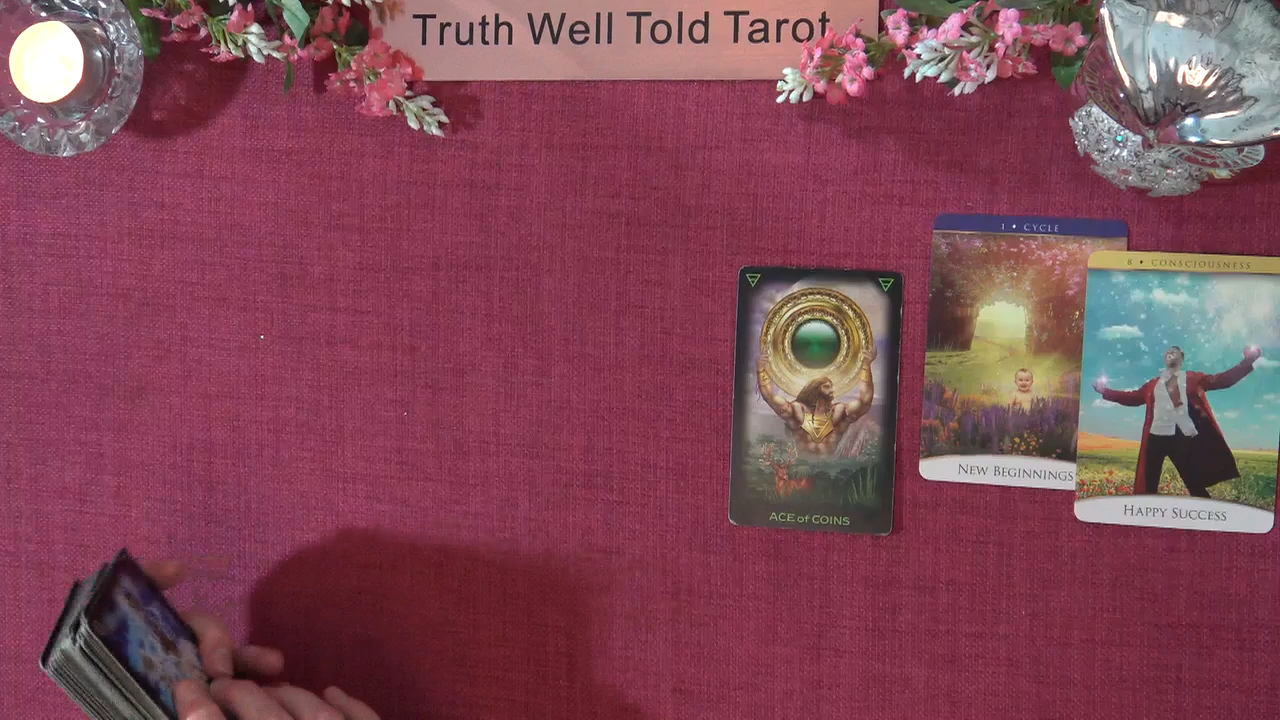 Truth Well Told Tarot
1 ♦ CYCLE
NEW BEGINNINGS
8 ♦ CONSCIOUSNESS
HAPPY SUCCESS
ACE of COINS